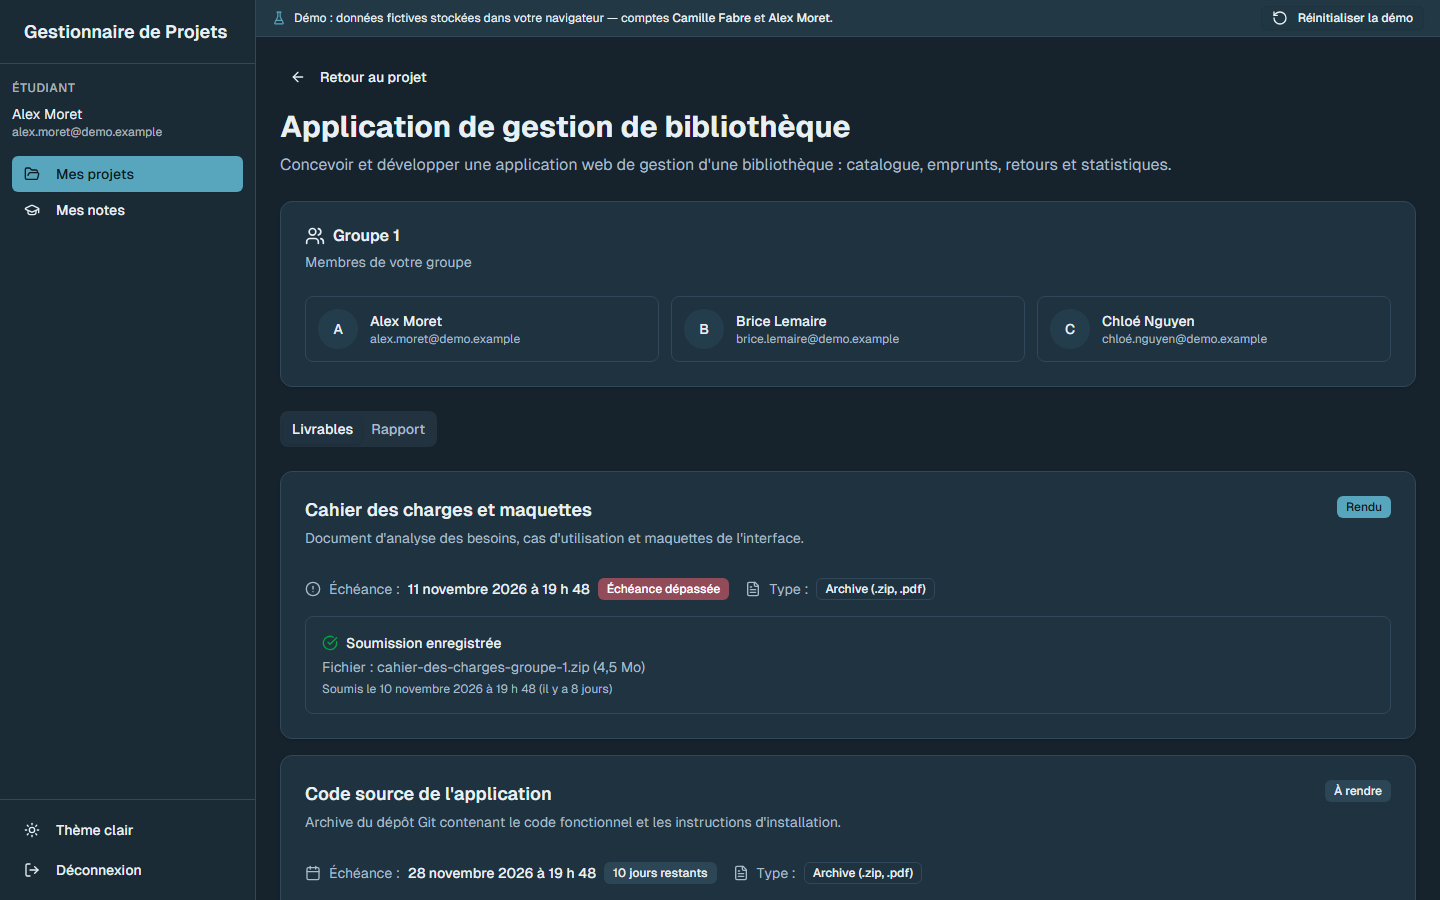 Gestionnaire de Projets
ÉTUDIANT
Alex Moret
alex.moret@demo.example
Mes projets
Mes notes
Thème clair
Déconnexion
Démo : données fictives stockées dans votre navigateur — comptes Camille Fabre et Alex Moret.
Réinitialiser la démo
Retour au projet
Application de gestion de bibliothèque
Concevoir et développer une application web de gestion d'une bibliothèque : catalogue, emprunts, retours et statistiques.
Groupe 1
Membres de votre groupe
A
Alex Moret
alex.moret@demo.example
B
Brice Lemaire
brice.lemaire@demo.example
C
Chloé Nguyen
chloé.nguyen@demo.example
Livrables Rapport
Cahier des charges et maquettes
Rendu
Document d'analyse des besoins, cas d'utilisation et maquettes de l'interface.
Échéance : 11 novembre 2026 à 19 h 48 Échéance dépassée Type : Archive (.zip, .pdf)
Soumission enregistrée
Fichier : cahier-des-charges-groupe-1.zip (4,5 Mo)
Soumis le 10 novembre 2026 à 19 h 48 (il y a 8 jours)
Code source de l'application
À rendre
Archive du dépôt Git contenant le code fonctionnel et les instructions d'installation.
Échéance : 28 novembre 2026 à 19 h 48 10 jours restants Type : Archive (.zip, .pdf)